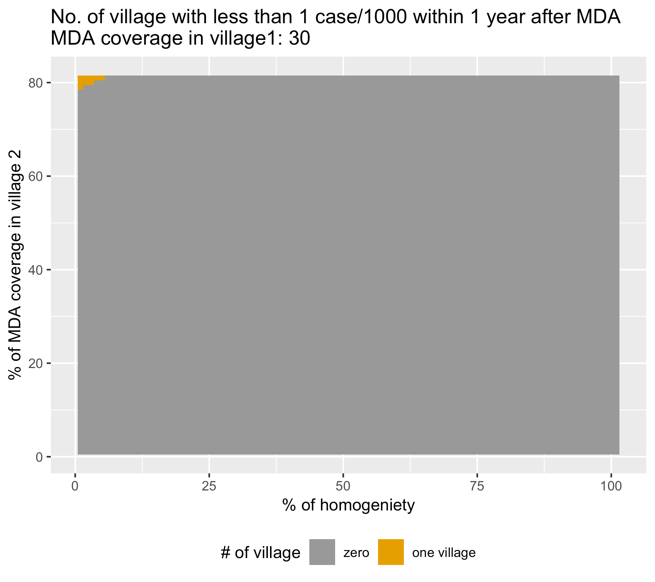 No. of village with less than 1 case/1000 within 1 year after MDA
MDA coverage in village1: 30
% of MDA coverage in village 2
80
60
40
20
0
0 25 50 75 100
% of homogeniety
# of village zero one village